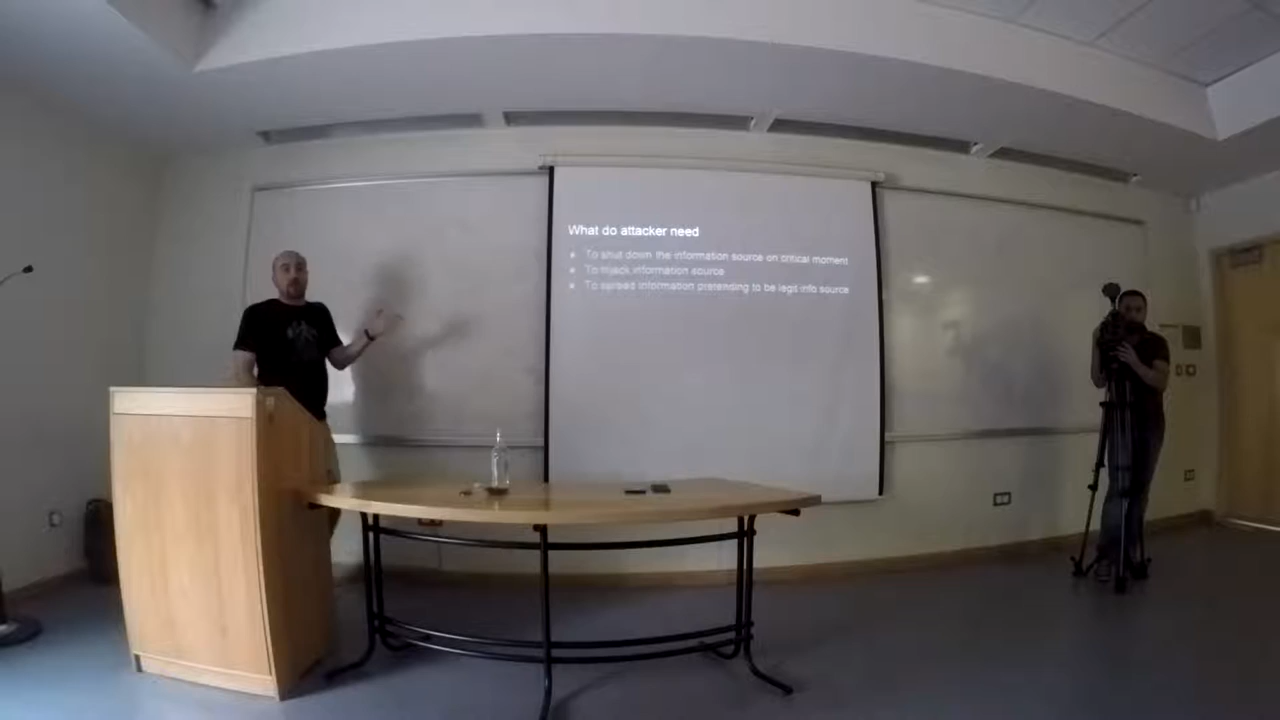 What do attacker need
To shut down the information source on critical moment
To hijack information source
To spread information pretending to be legit info source